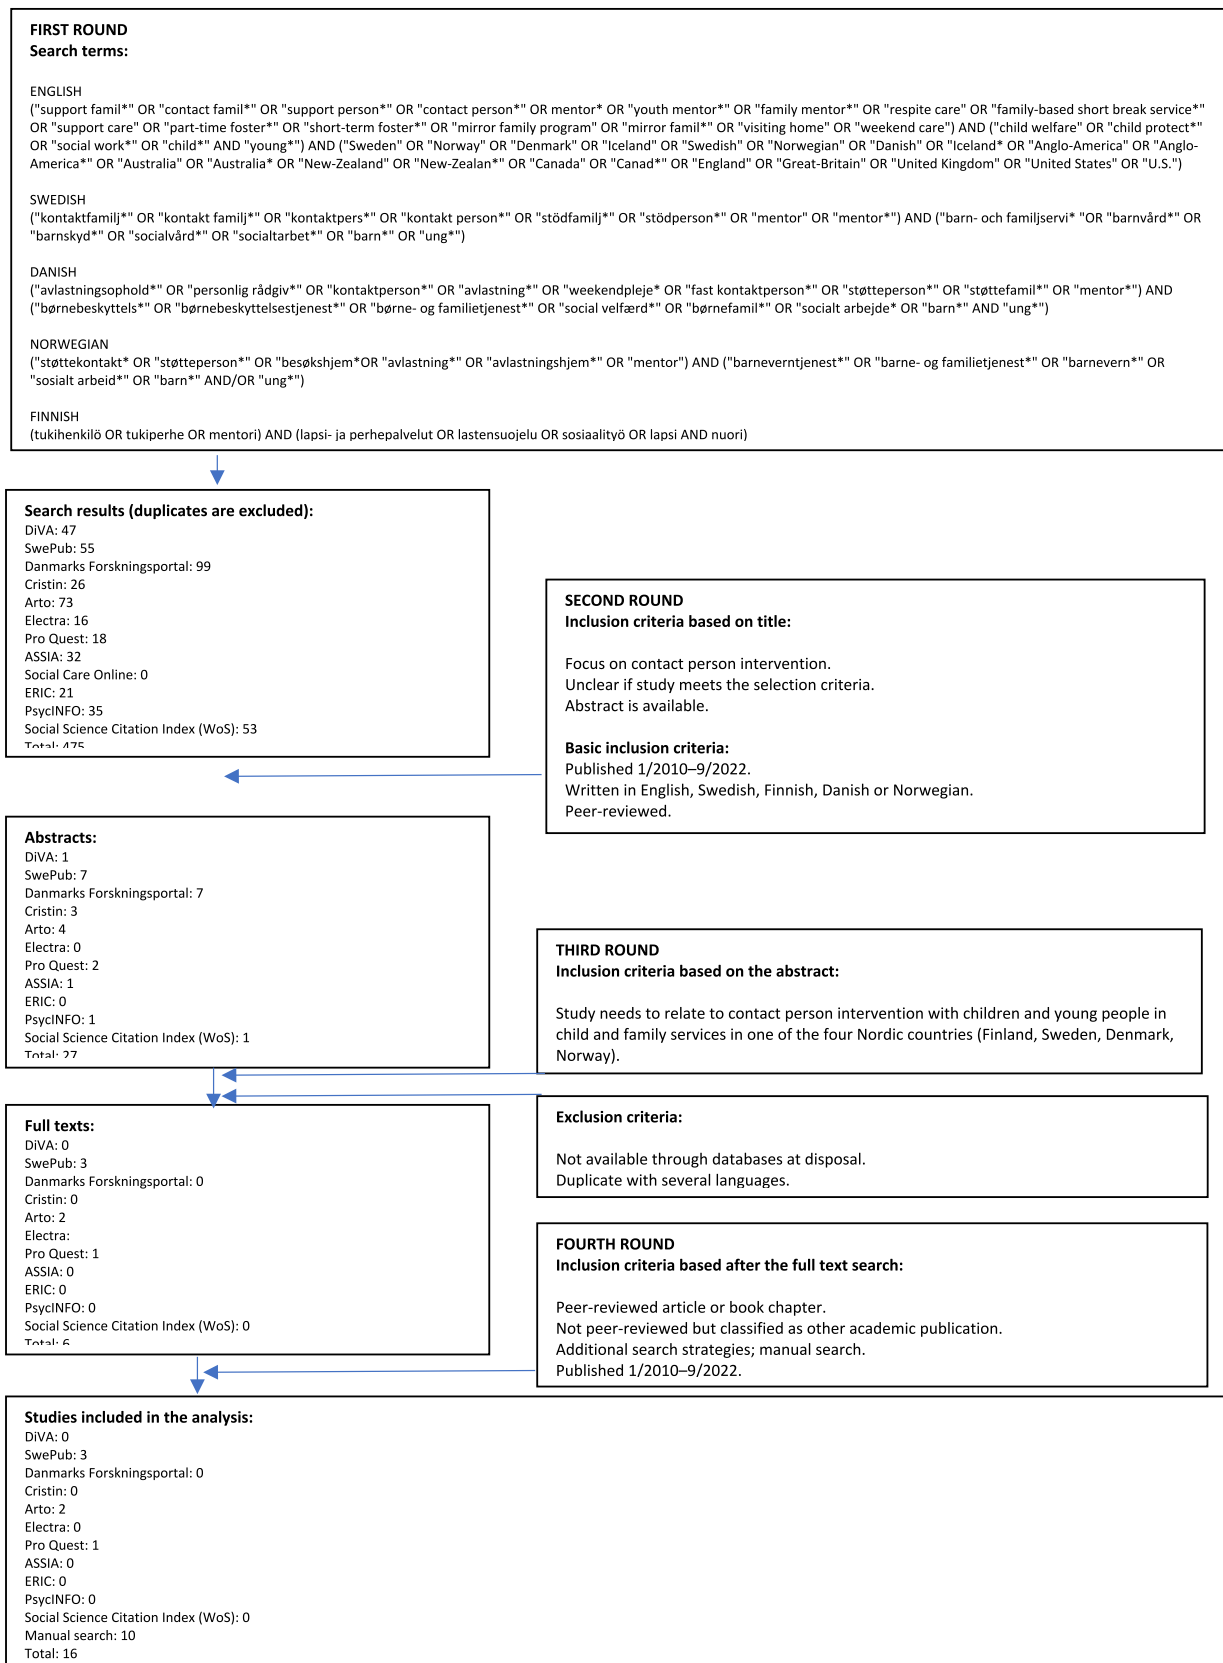 FIRST ROUND
Search terms:
ENGLISH
("support famil*" OR "contact famil*" OR "support person*" OR "contact person*" OR mentor* OR "youth mentor*" OR "family mentor*" OR "respite care" OR "family-based short break service*"
OR "support care" OR "part-time foster*" OR "short-term foster*" OR "mirror family program" OR "mirror famil*" OR "visiting home" OR "weekend care") AND ("child welfare" OR "child protect*"
OR "social work*" OR "child*" AND "young*") AND ("Sweden" OR "Norway" OR "Denmark" OR "Iceland" OR "Swedish" OR "Norwegian" OR "Danish" OR "Iceland* OR "Anglo-America" OR "Anglo-
America*" OR "Australia" OR "Australia* OR "New-Zealand" OR "New-Zealan*" OR "Canada" OR "Canad*" OR "England" OR "Great-Britain" OR "United Kingdom" OR "United States" OR "U.S.")
SWEDISH
("kontaktfamilj*" OR "kontakt familj*" OR "kontaktpers*" OR "kontakt person*" OR "stödfamilj*" OR "stödperson*" OR "mentor" OR "mentor*") AND ("barn- och familjservi* "OR "barnvård*" OR
"barnskyd*" OR "socialvård*" OR "socialtarbet*" OR "barn*" OR "ung*")
DANISH
("avlastningsophold*" OR "personlig rådgiv*" OR "kontaktperson*" OR "avlastning*" OR "weekendpleje* OR "fast kontaktperson*" OR "støtteperson*" OR "støttefamil*" OR "mentor*") AND
("børnebeskyttels*" OR "børnebeskyttelsestjenest*" OR "børne- og familietjenest*" OR "social velfærd*" OR "børnefamil*" OR "socialt arbejde* OR "barn*" AND "ung*")
NORWEGIAN
("støttekontakt* OR "støtteperson*" OR "besøkshjem*OR "avlastning*" OR "avlastningshjem*" OR "mentor") AND ("barneverntjenest*" OR "barne- og familietjenest*" OR "barnevern*" OR
"sosialt arbeid*" OR "barn*" AND/OR "ung*")
FINNISH
(tukihenkilö OR tukiperhe OR mentori) AND (lapsi- ja perhepalvelut OR lastensuojelu OR sosiaalityö OR lapsi AND nuori)
Search results (duplicates are excluded):
DiVA: 47
SwePub: 55
Danmarks Forskningsportal: 99
Cristin: 26
Arto: 73
Electra: 16
Pro Quest: 18
ASSIA: 32
Social Care Online: 0
ERIC: 21
PsycINFO: 35
Social Science Citation Index (WoS): 53
Total: 475
SECOND ROUND
Inclusion criteria based on title:
Focus on contact person intervention.
Unclear if study meets the selection criteria.
Abstract is available.
Basic inclusion criteria:
Published 1/2010–9/2022.
Written in English, Swedish, Finnish, Danish or Norwegian.
Peer-reviewed.
Abstracts:
DiVA: 1
SwePub: 7
Danmarks Forskningsportal: 7
Cristin: 3
Arto: 4
Electra: 0
Pro Quest: 2
ASSIA: 1
ERIC: 0
PsycINFO: 1
Social Science Citation Index (WoS): 1
Total: 27
THIRD ROUND
Inclusion criteria based on the abstract:
Study needs to relate to contact person intervention with children and young people in
child and family services in one of the four Nordic countries (Finland, Sweden, Denmark,
Norway).
Exclusion criteria:
Not available through databases at disposal.
Duplicate with several languages.
Full texts:
DiVA: 0
SwePub: 3
Danmarks Forskningsportal: 0
Cristin: 0
Arto: 2
Electra:
Pro Quest: 1
ASSIA: 0
ERIC: 0
PsycINFO: 0
Social Science Citation Index (WoS): 0
Total: 6
FOURTH ROUND
Inclusion criteria based after the full text search:
Peer-reviewed article or book chapter.
Not peer-reviewed but classified as other academic publication.
Additional search strategies; manual search.
Published 1/2010–9/2022.
Studies included in the analysis:
DiVA: 0
SwePub: 3
Danmarks Forskningsportal: 0
Cristin: 0
Arto: 2
Electra: 0
Pro Quest: 1
ASSIA: 0
ERIC: 0
PsycINFO: 0
Social Science Citation Index (WoS): 0
Manual search: 10
Total: 16